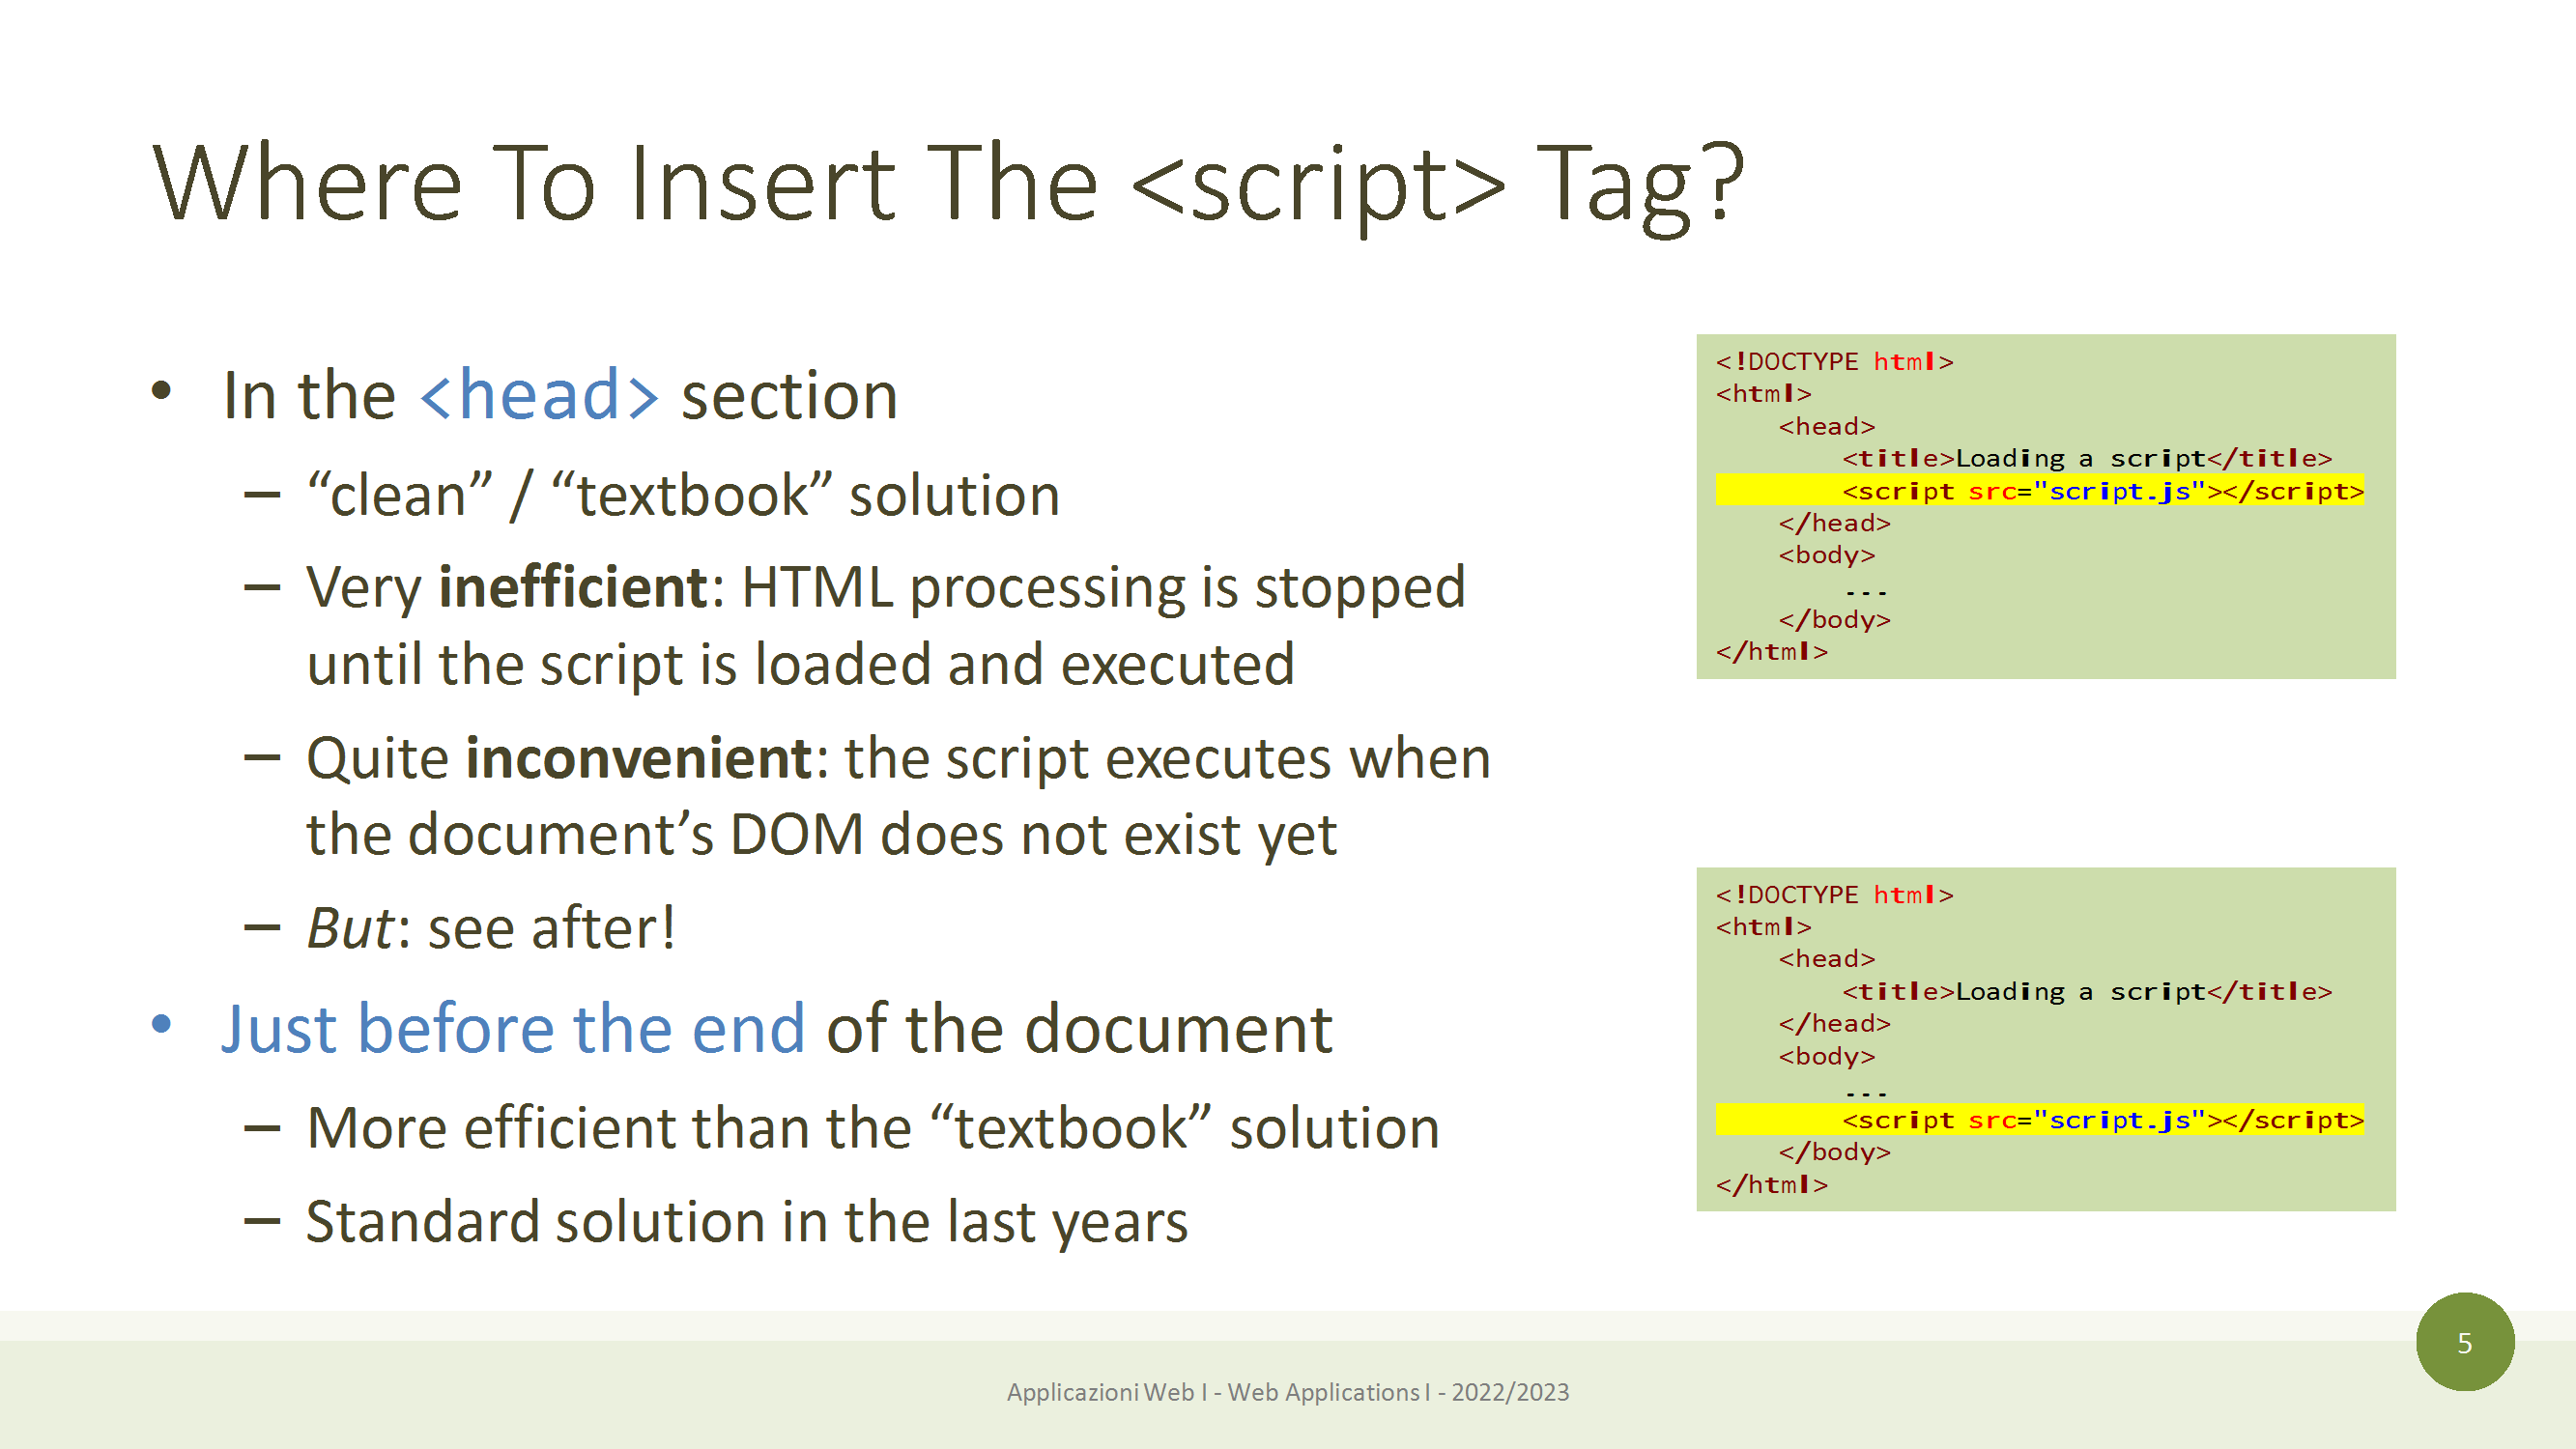 Where To Insert The <script> Tag?
• In the <head> section
– “clean” / “textbook” solution
– Very inefficient: HTML processing is stopped
until the script is loaded and executed
– Quite inconvenient: the script executes when
the document’s DOM does not exist yet
– But: see after!
• Just before the end of the document
– More efficient than the “textbook” solution
– Standard solution in the last years
<!DOCTYPE html>
<html>
    <head>
        <title>Loading a script</title>
        <script src="script.js"></script>
    </head>
    <body>
        ...
    </body>
</html>
<!DOCTYPE html>
<html>
    <head>
        <title>Loading a script</title>
    </head>
    <body>
        ...
        <script src="script.js"></script>
    </body>
</html>
5
Applicazioni Web I - Web Applications I - 2022/2023